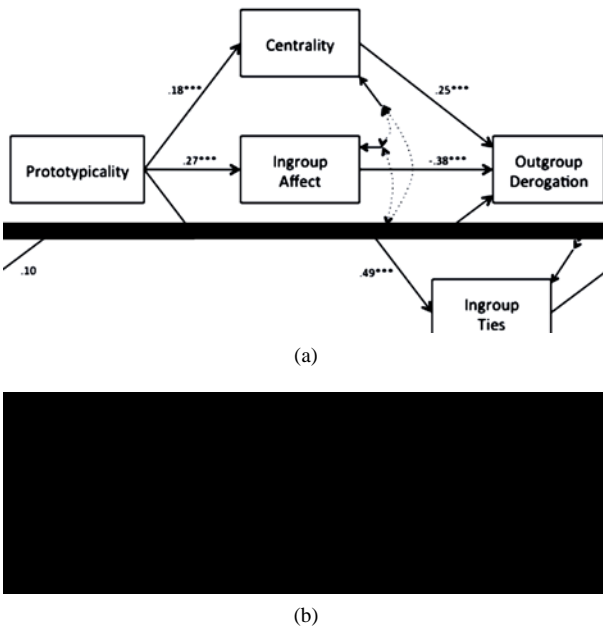 Centrality
.18***
.25***
Prototypicality
.27***
Ingroup
Affect
-.38***
Outgroup
Derogation
.10
.49***
Ingroup
Ties
(a)
(b)